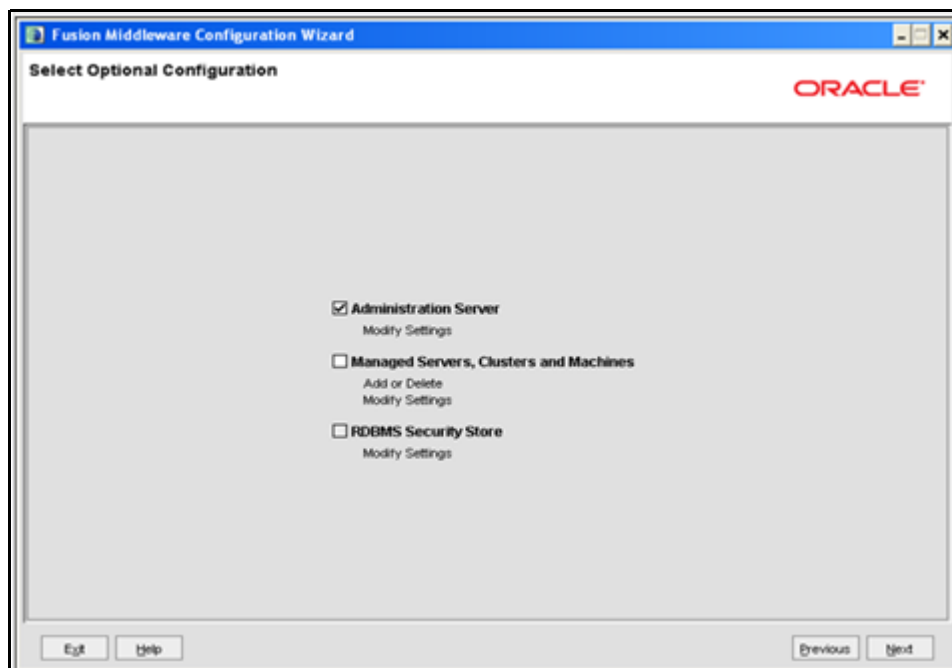 Fusion Middleware Configuration Wizard
Select Optional Configuration
ORACLE
Administration Server
Modify Settings
Managed Servers, Clusters and Machines
Add or Delete
Modify Settings
RDBMS Security Store
Modify Settings
Exit
Help
Previous
Next